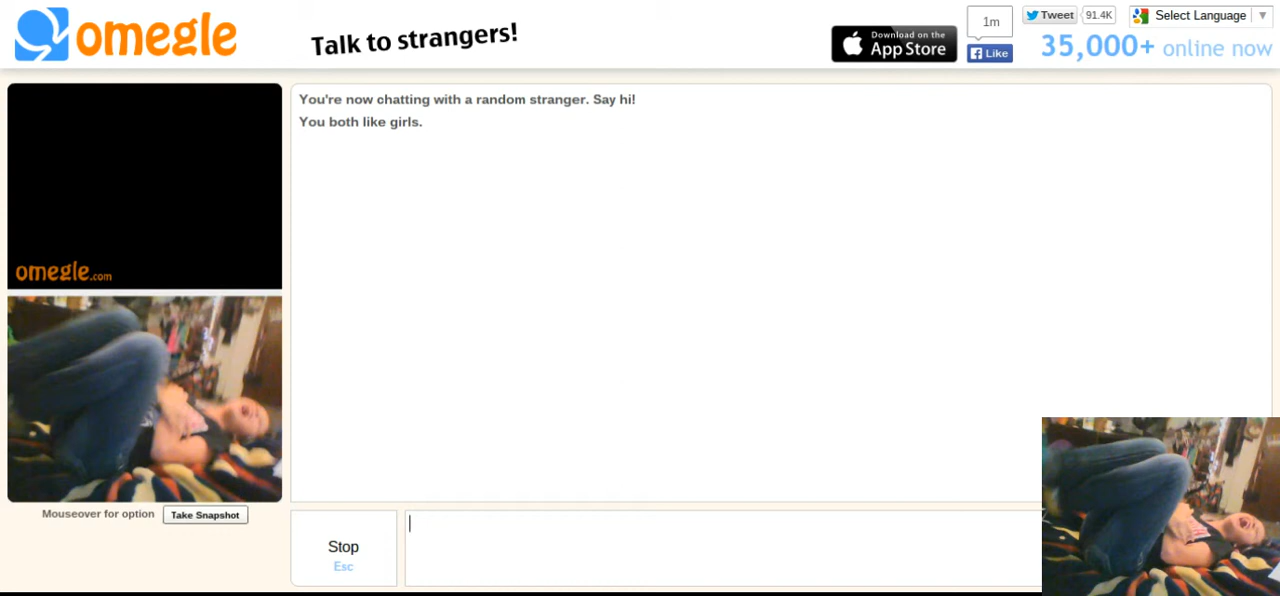 omegle
Talk to strangers!
Download on the
App Store
1m
Like
Tweet
91.4K
Select Language
35,000+ online now
omegle.com
You're now chatting with a random stranger. Say hi!
You both like girls.
Mouseover for option
Take Snapshot
Stop
Esc